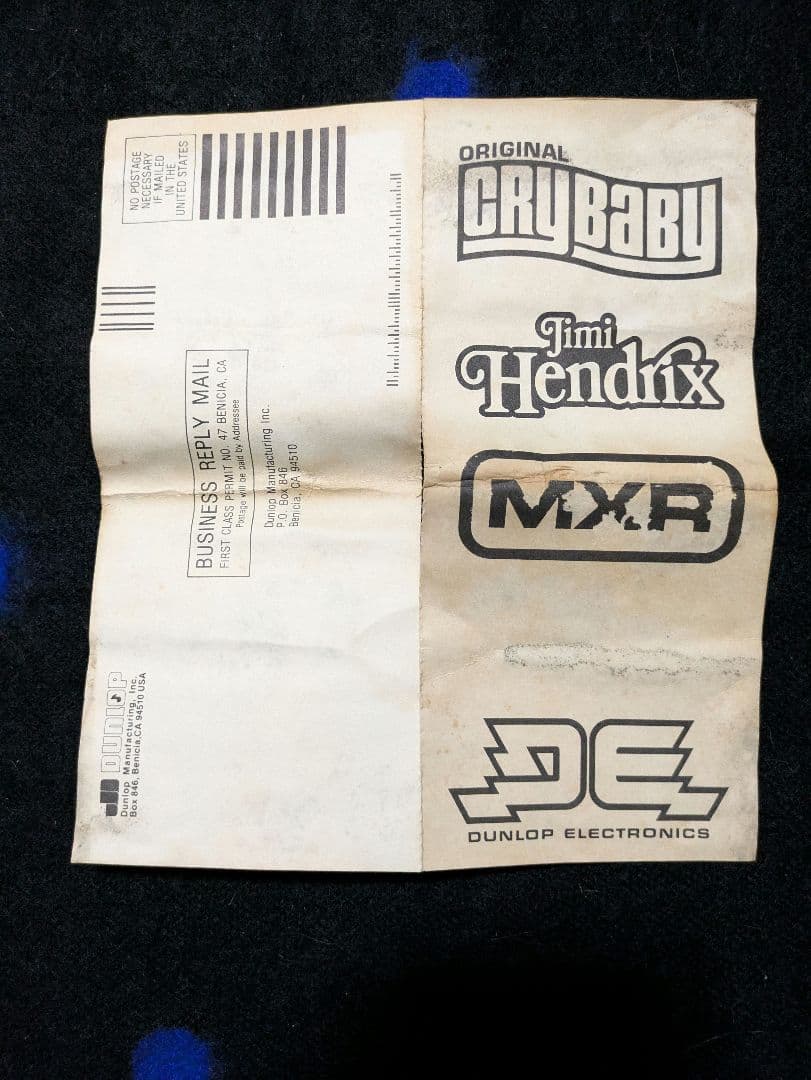 NO POSTAGE
NECESSARY
IF MAILED
IN THE
UNITED STATES
BUSINESS REPLY MAIL
FIRST CLASS PERMIT NO. 47 BENICIA, CA
Postage will be paid by Addressee
Dunlop Manufacturing Inc.
P.O. Box 846
Benicia, CA 94510
DUNLOP
Dunlop Manufacturing, Inc.
Box 846, Benicia,CA 94510 USA
ORIGINAL
CRYBABY
Jimi
Hendrix
MXR
DE
DUNLOP ELECTRONICS